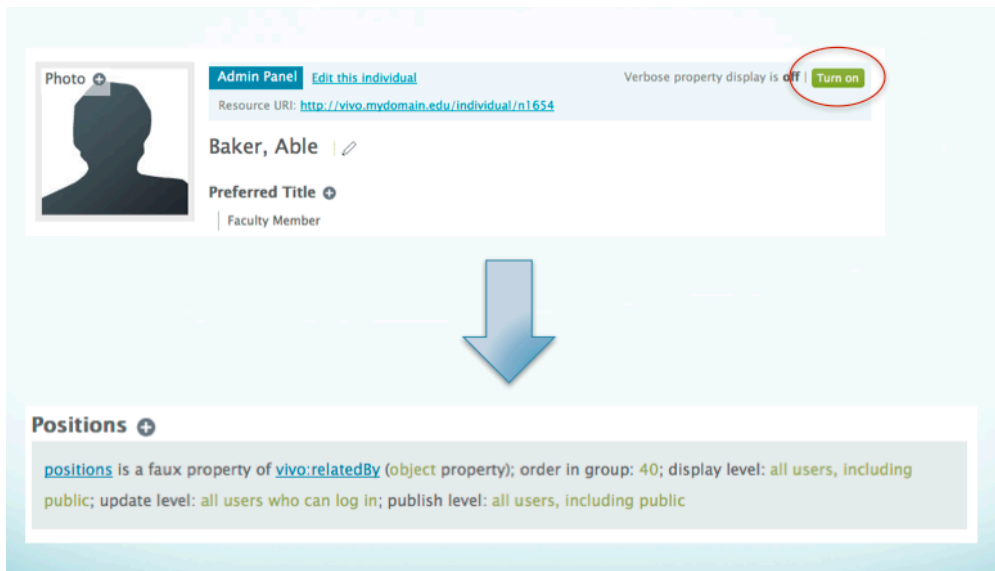 Photo
Admin Panel Edit this individual Verbose property display is off | Turn on
Resource URI: http://vivo.mydomain.edu/individual/n1654
Baker, Able
Preferred Title
Faculty Member
Positions
positions is a faux property of vivo:relatedBy (object property); order in group: 40; display level: all users, including
public; update level: all users who can log in; publish level: all users, including public